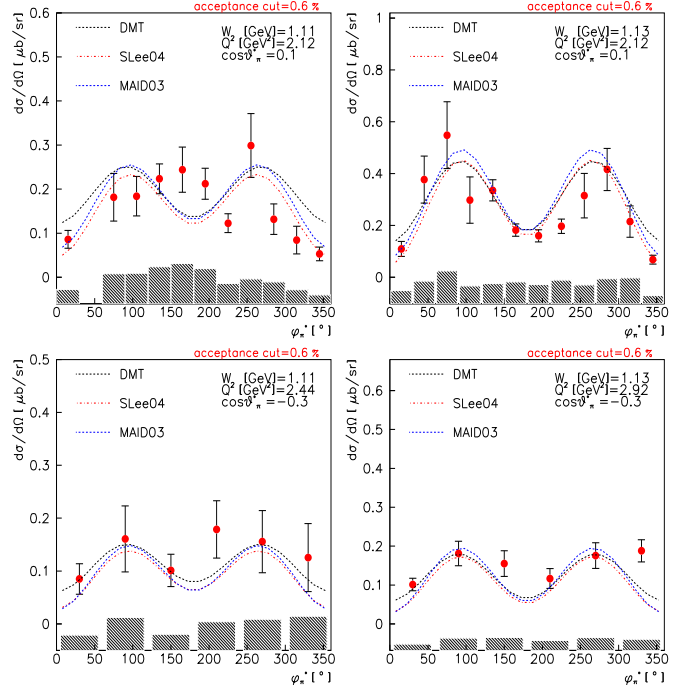 acceptance cut=0.6 %
dσ/dΩ [ μb/sr]
DMT
SLee04
MAID03
W [GeV]=1.11
Q² [GeV²]=2.12
cosϑ*π=0.1
0.6
0.5
0.4
0.3
0.2
0.1
0
0 50 100 150 200 250 300 350
φπ* [°]
acceptance cut=0.6 %
dσ/dΩ [ μb/sr]
DMT
SLee04
MAID03
W [GeV]=1.13
Q² [GeV²]=2.12
cosϑ*π=0.1
1
0.8
0.6
0.4
0.2
0
0 50 100 150 200 250 300 350
φπ* [°]
acceptance cut=0.6 %
dσ/dΩ [ μb/sr]
DMT
SLee04
MAID03
W [GeV]=1.11
Q² [GeV²]=2.44
cosϑ*π=−0.3
0.5
0.4
0.3
0.2
0.1
0
0 50 100 150 200 250 300 350
φπ* [°]
acceptance cut=0.6 %
dσ/dΩ [ μb/sr]
DMT
SLee04
MAID03
W [GeV]=1.13
Q² [GeV²]=2.92
cosϑ*π=−0.3
0.6
0.5
0.4
0.3
0.2
0.1
0
0 50 100 150 200 250 300 350
φπ* [°]